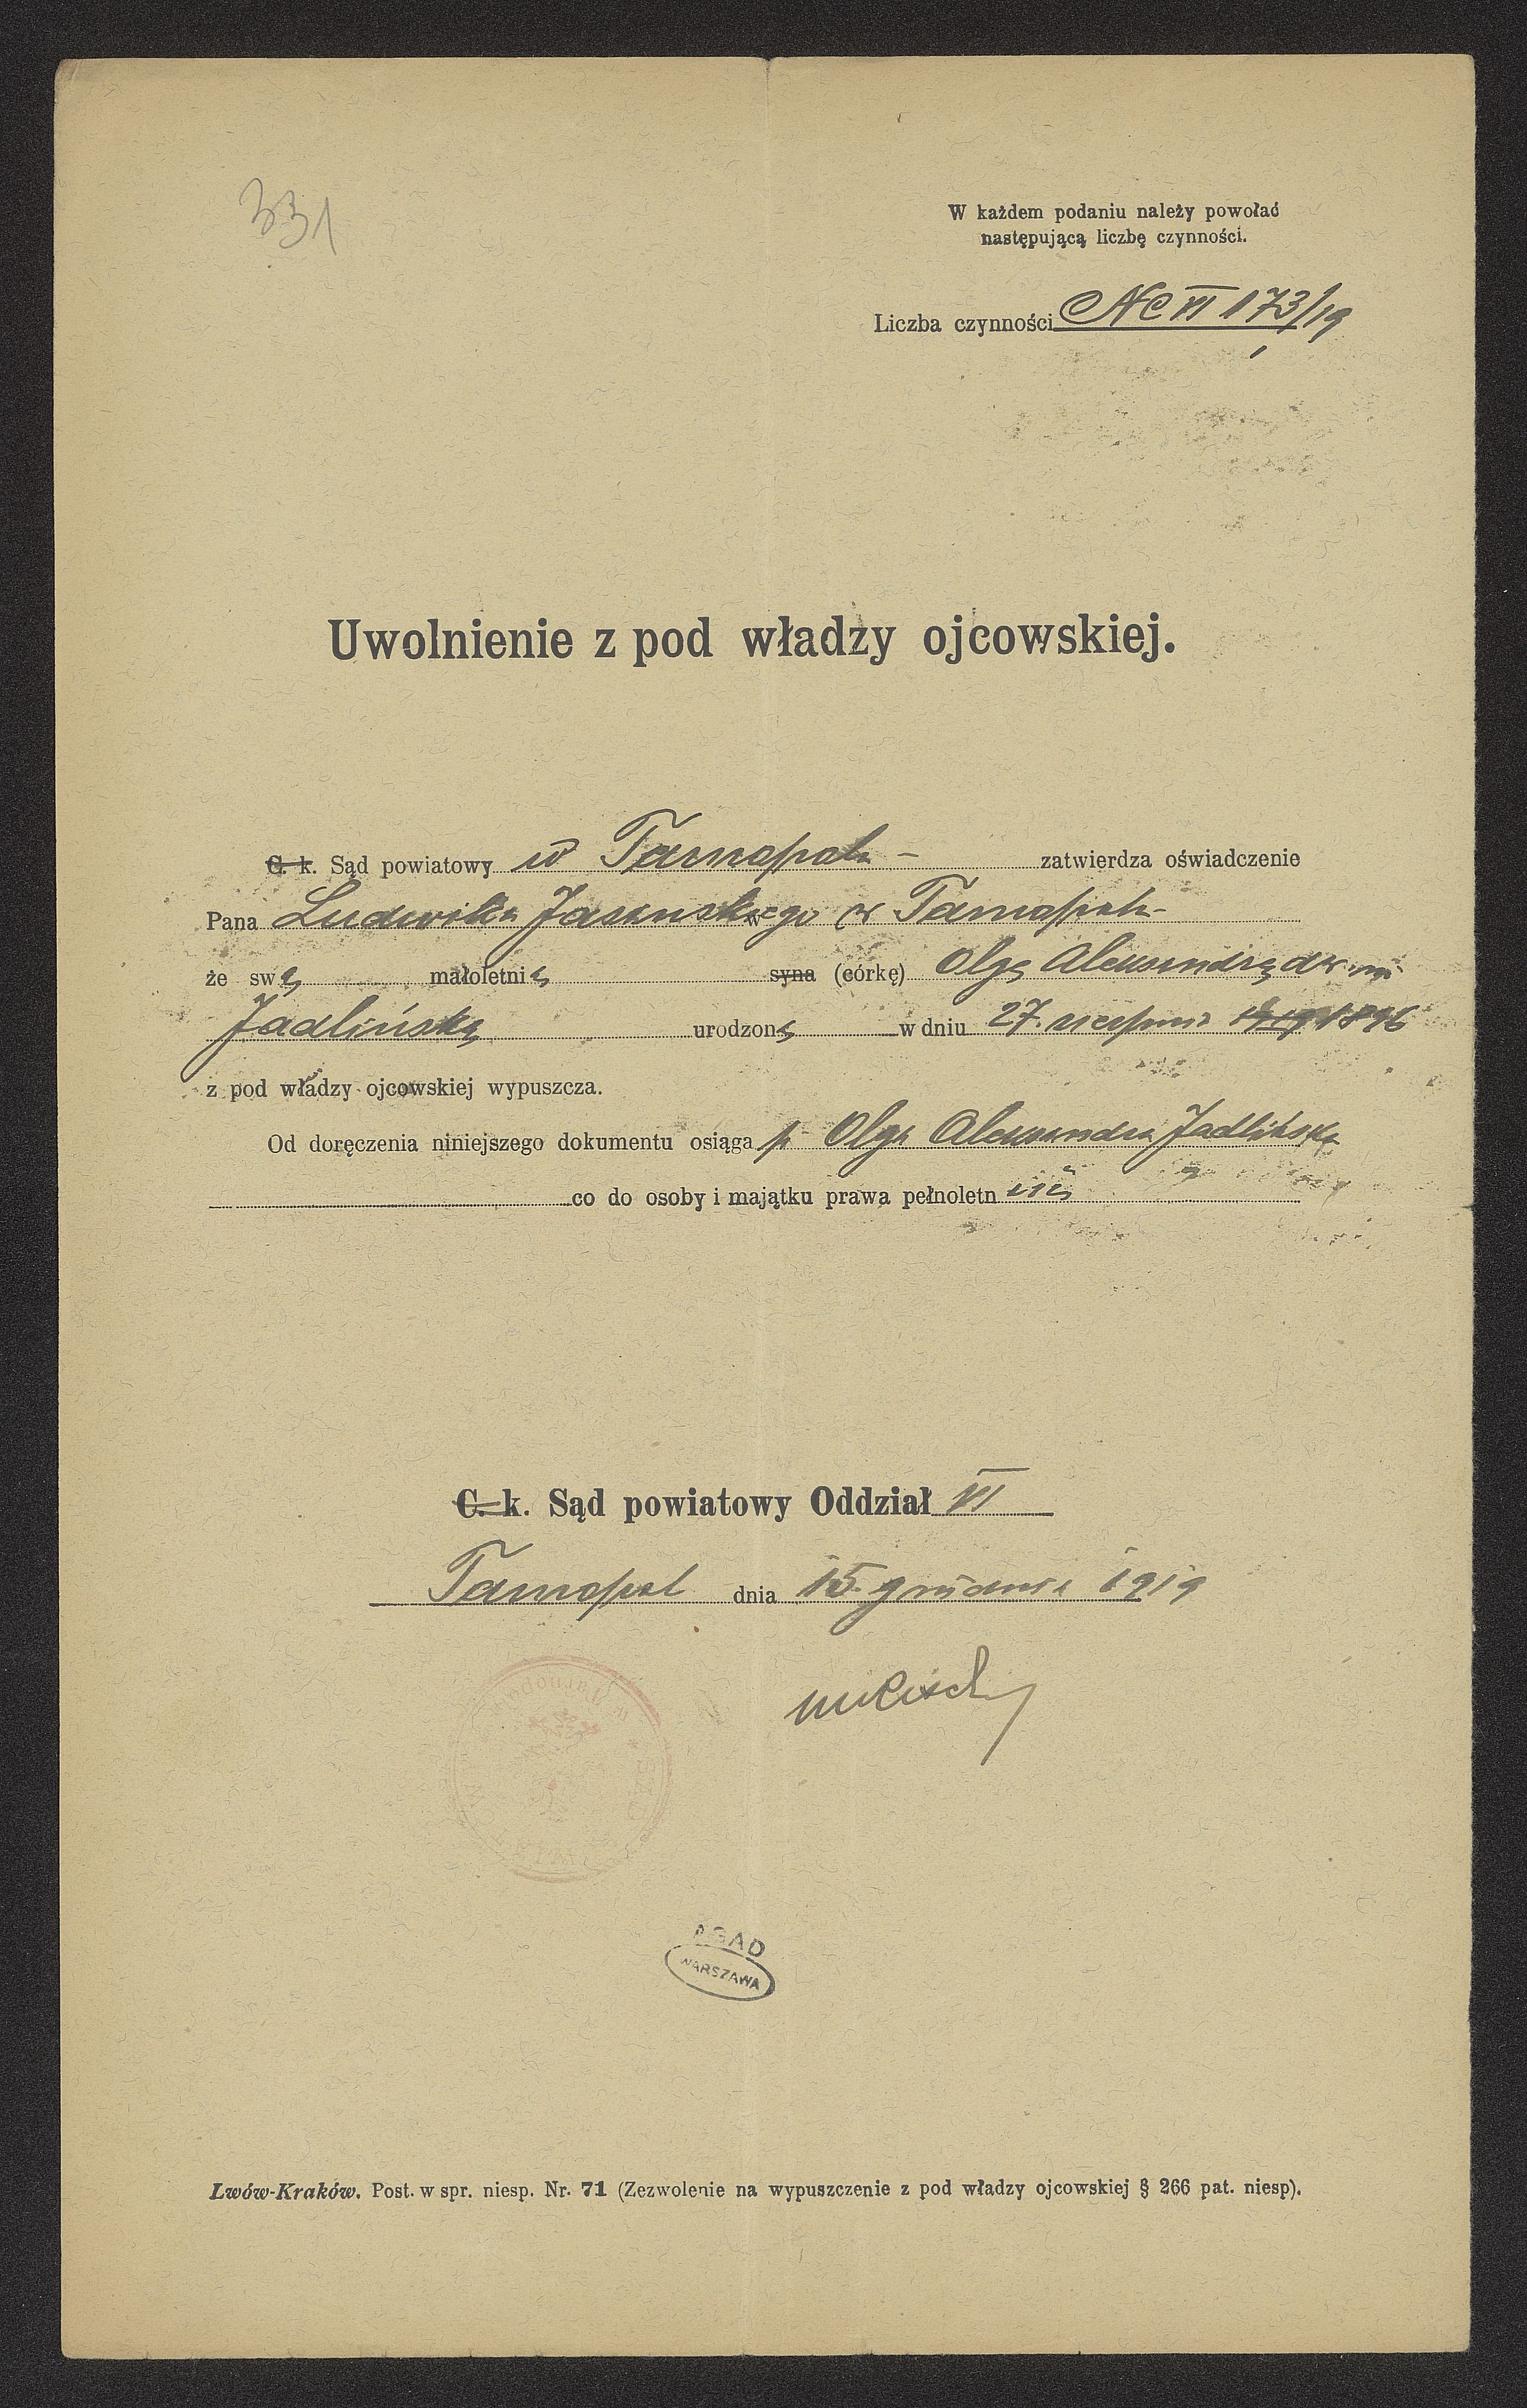 331
W każdem podaniu należy powołać
następującą liczbę czynności.
Liczba czynności Nc VI 173/19
Uwolnienie z pod władzy ojcowskiej.
C. k. Sąd powiatowy w Tarnopolu – zatwierdza oświadczenie
Pana Ludwika w Tarnopolu
że swą małoletnią syna (córkę) Olgę Aleksandrę
Jadlińską urodzoną w dniu 27. sierpnia 1896
z pod władzy ojcowskiej wypuszcza.
Od doręczenia niniejszego dokumentu osiąga p. Olga Aleksandra Jadlińska
co do osoby i majątku prawa pełnoletniej
C. k. Sąd powiatowy Oddział VI
Tarnopol dnia 15. grudnia 1919
AGAD
WARSZAWA
Lwów-Kraków. Post. w spr. niesp. Nr. 71 (Zezwolenie na wypuszczenie z pod władzy ojcowskiej § 266 pat. niesp).